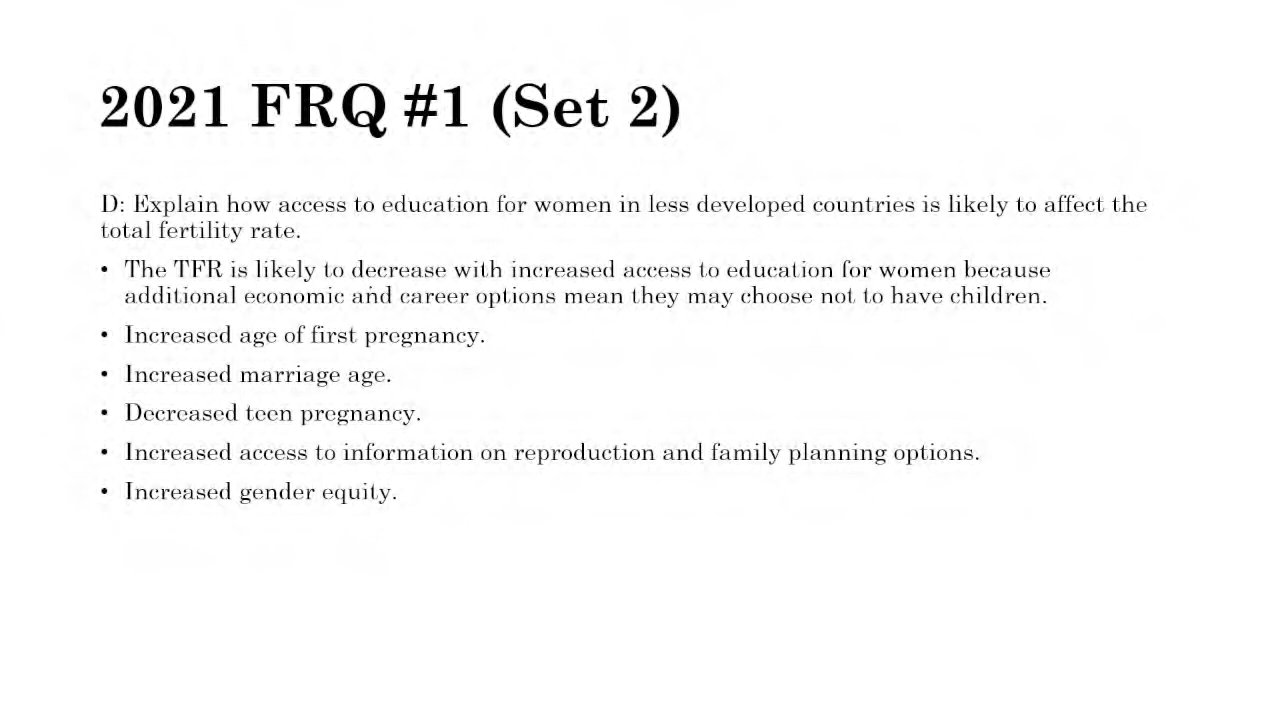 2021 FRQ #1 (Set 2)
D: Explain how access to education for women in less developed countries is likely to affect the
total fertility rate.
• The TFR is likely to decrease with increased access to education for women because
additional economic and career options mean they may choose not to have children.
• Increased age of first pregnancy.
• Increased marriage age.
• Decreased teen pregnancy.
• Increased access to information on reproduction and family planning options.
• Increased gender equity.